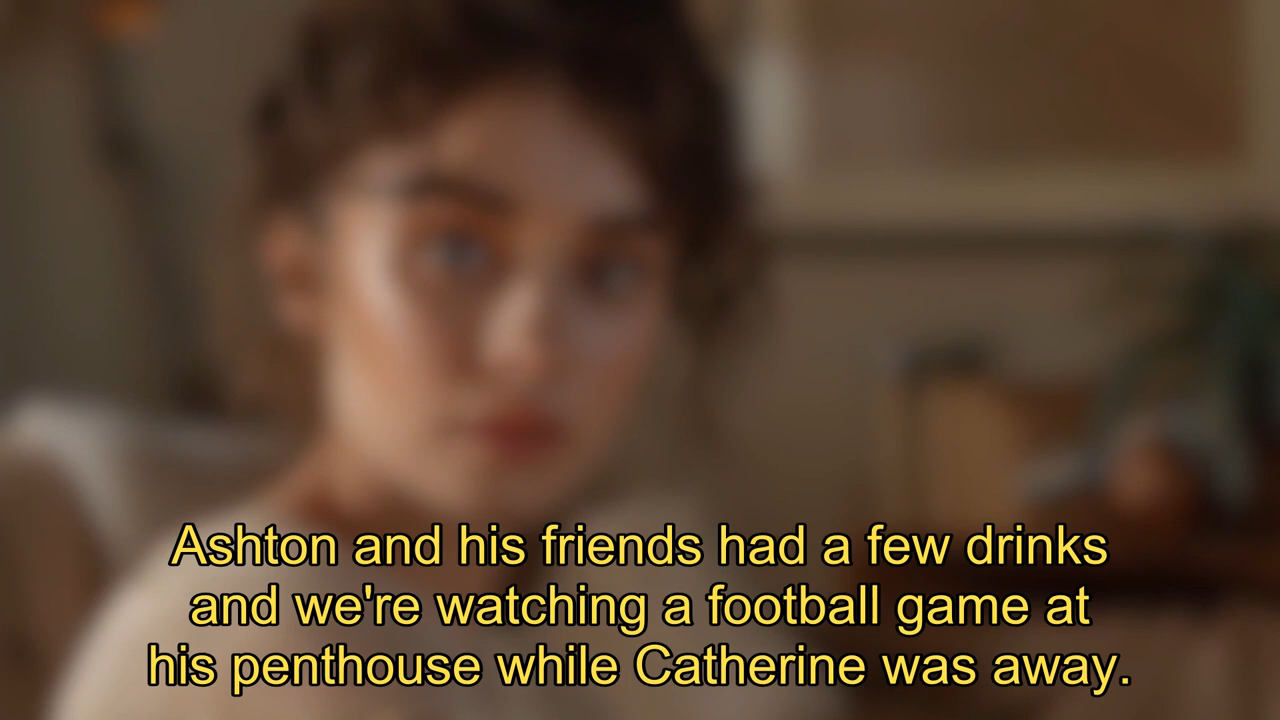 Ashton and his friends had a few drinks
and we're watching a football game at
his penthouse while Catherine was away.